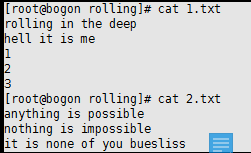 [root@bogon rolling]# cat 1.txt
rolling in the deep
hell it is me
1
2
3
[root@bogon rolling]# cat 2.txt
anything is possible
nothing is impossible
it is none of you buesliss